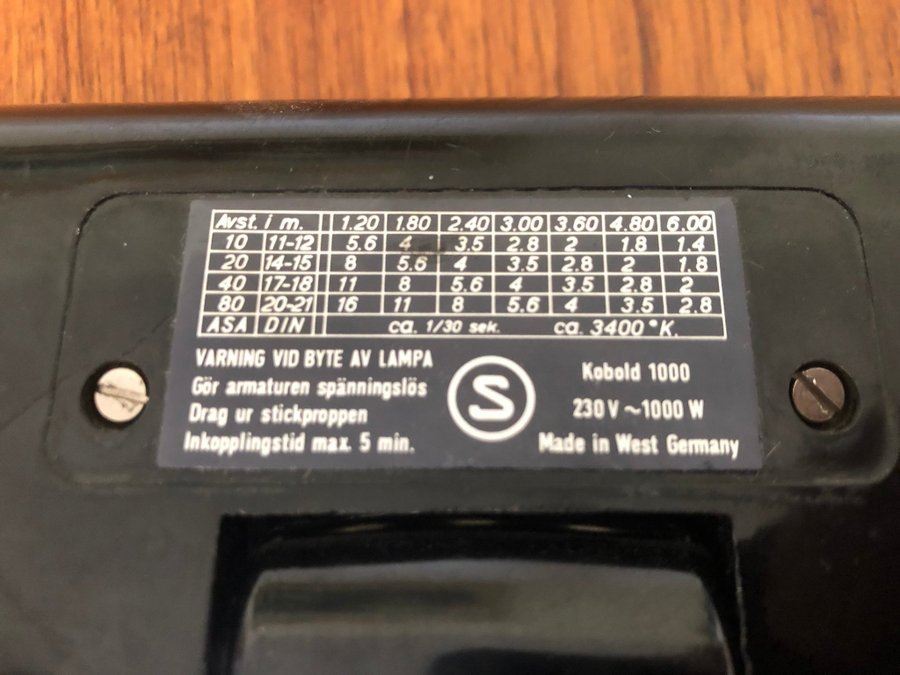 Avst. i m. 1.20 1.80 2.40 3.00 3.60 4.80 6.00
10 11-12 5.6 4 3.5 2.8 2 1.8 1.4
20 14-15 8 5.6 4 3.5 2.8 2 1.8
40 17-18 11 8 5.6 4 3.5 2.8 2
80 20-21 16 11 8 5.6 4 3.5 2.8
ASA DIN ca. 1/30 sek. ca. 3400°K.
VARNING VID BYTE AV LAMPA
Gör armaturen spänningslös
Drag ur stickproppen
Inkopplingstid max. 5 min.
S
Kobold 1000
230 V ~1000 W
Made in West Germany